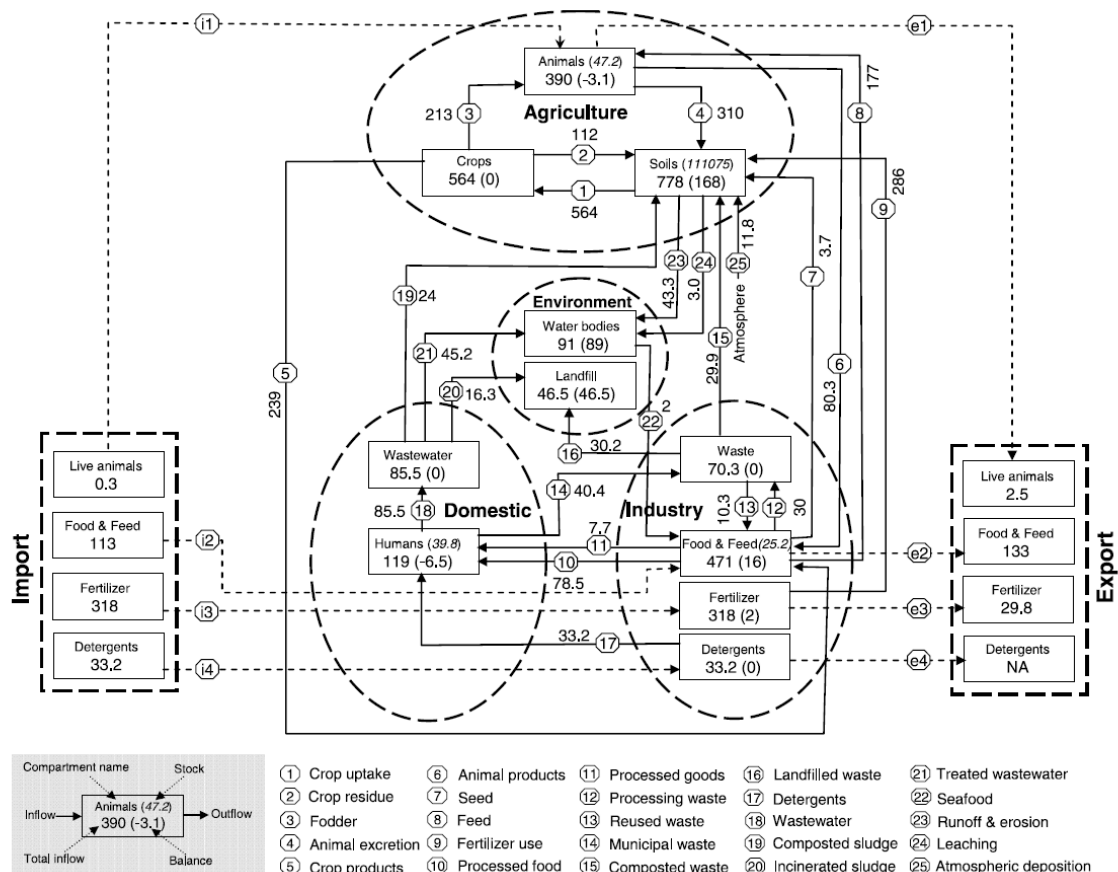 i1
e1
Animals (47.2)
390 (-3.1)
177
213
3
Agriculture
4
310
8
112
2
Crops
564 (0)
Soils (111075)
778 (168)
1
564
286
9
11.8
3.7
23
24
25
7
19
24
43.3
3.0
Environment
Water bodies
91 (89)
15
Atmosphere
21
45.2
6
5
239
Landfill
46.5 (46.5)
29.9
80.3
20
16.3
22
2
Import
Live animals
0.3
Wastewater
85.5 (0)
16
30.2
Waste
70.3 (0)
Live animals
2.5
14
40.4
85.5
18
Domestic
Industry
10.3
13
12
30
Food & Feed
113
i2
Humans (39.8)
119 (-6.5)
7.7
11
10
78.5
Food & Feed(25.2)
471 (16)
e2
Food & Feed
133
Fertilizer
318
i3
Fertilizer
318 (2)
e3
Fertilizer
29.8
Export
33.2
17
Detergents
33.2
i4
Detergents
33.2 (0)
e4
Detergents
NA
Compartment name
Stock
Animals (47.2)
390 (-3.1)
Inflow
Outflow
Total inflow
Balance
1 Crop uptake
2 Crop residue
3 Fodder
4 Animal excretion
5 Crop products
6 Animal products
7 Seed
8 Feed
9 Fertilizer use
10 Processed food
11 Processed goods
12 Processing waste
13 Reused waste
14 Municipal waste
15 Composted waste
16 Landfilled waste
17 Detergents
18 Wastewater
19 Composted sludge
20 Incinerated sludge
21 Treated wastewater
22 Seafood
23 Runoff & erosion
24 Leaching
25 Atmospheric deposition